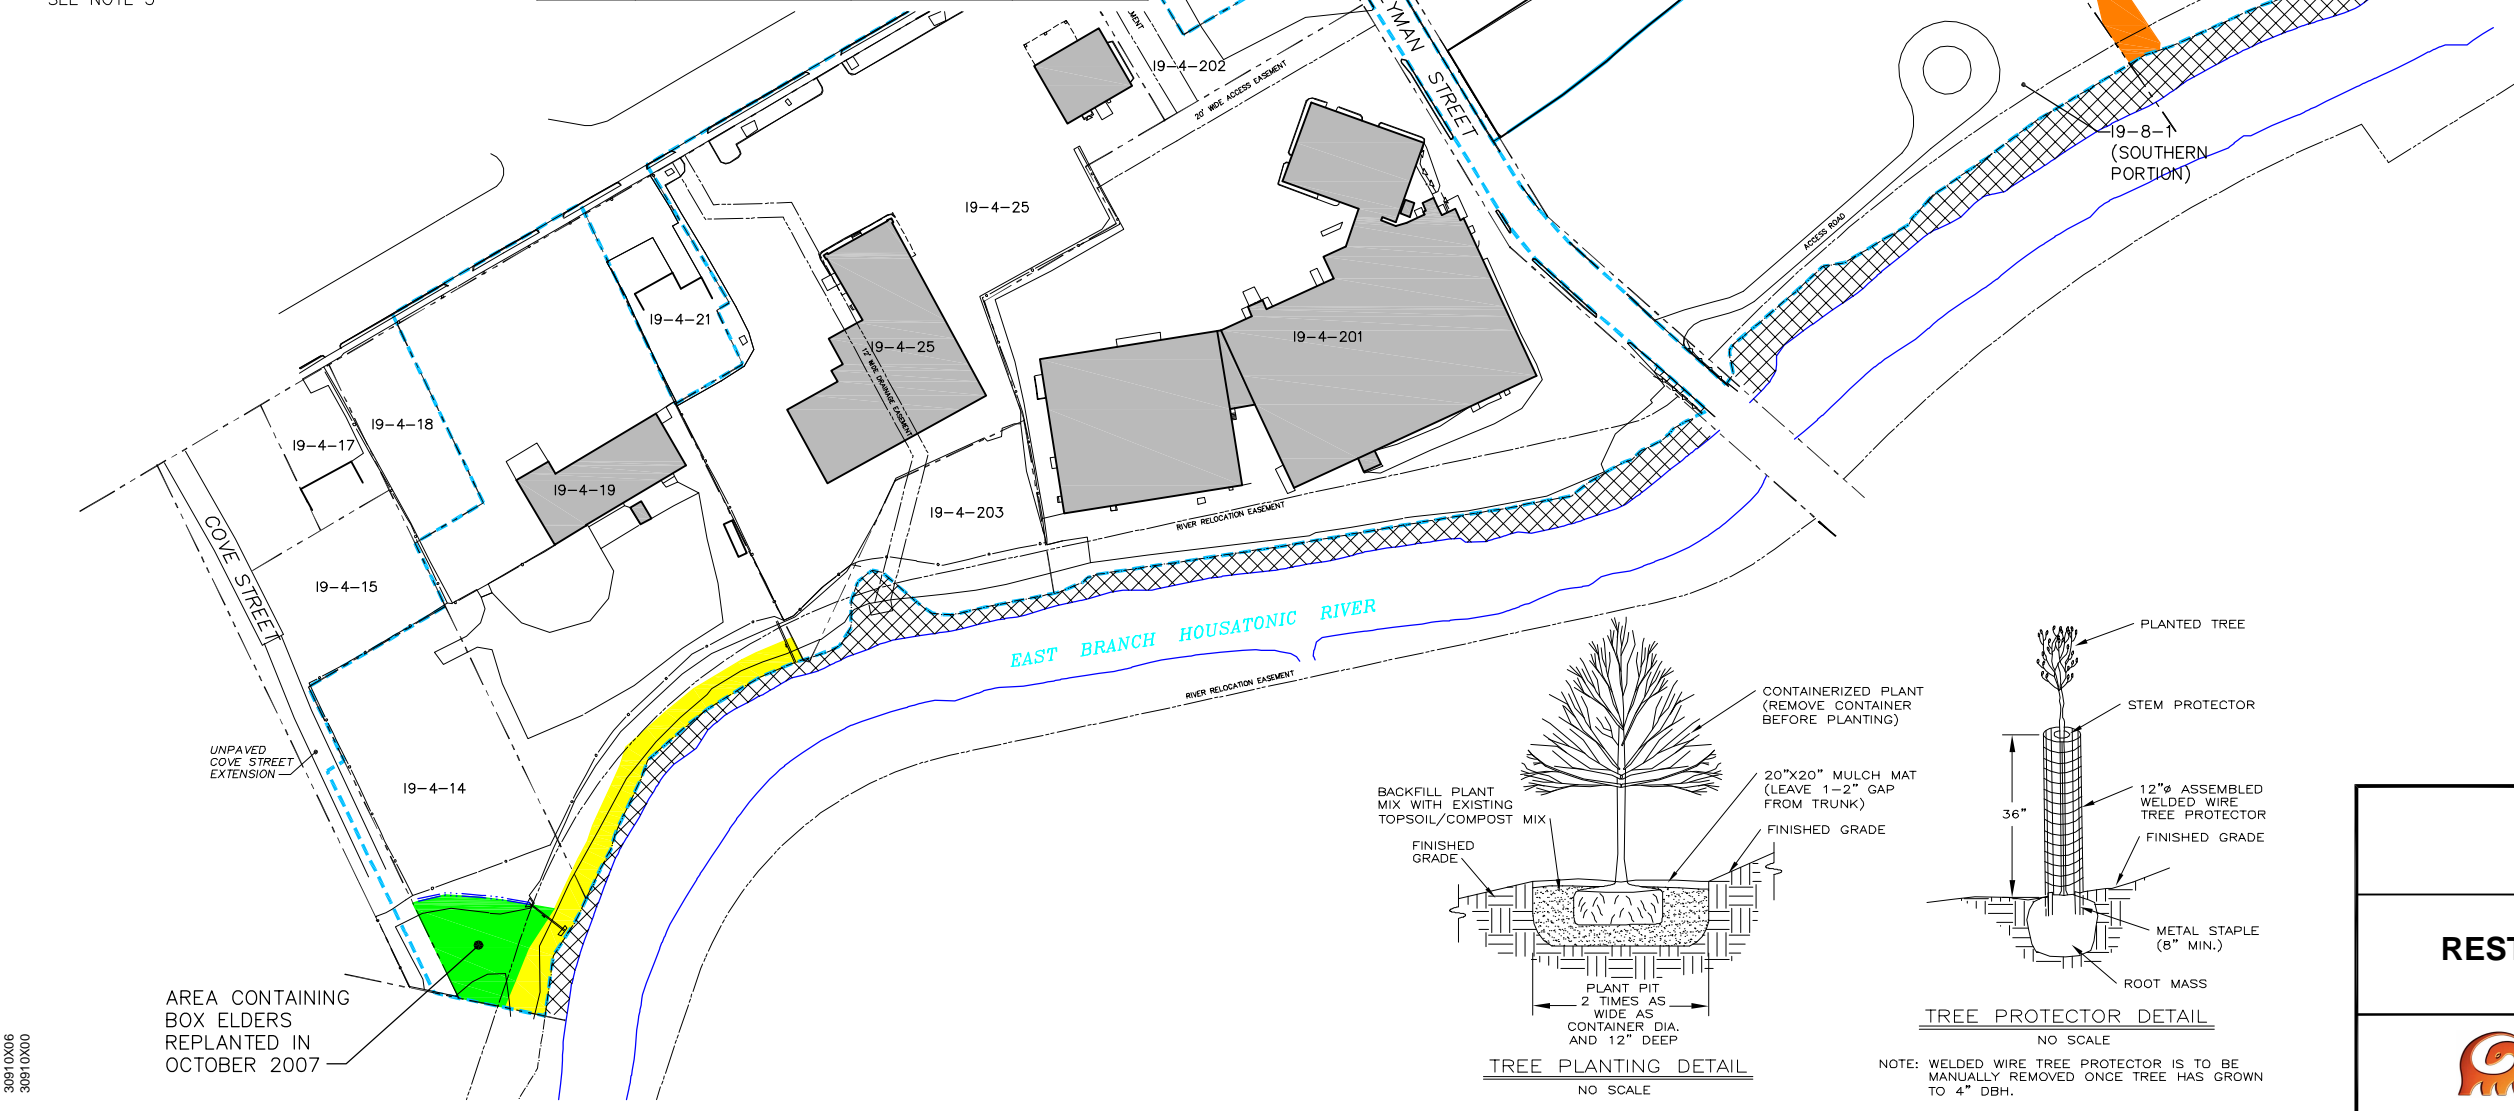 SEE NOTE 5
YMAN
STREET
I9-4-202
20' WIDE ACCESS EASEMENT
I9-8-1
(SOUTHERN
PORTION)
ACCESS ROAD
I9-4-25
I9-4-21
I9-4-25
12' WIDE DRAINAGE EASEMENT
I9-4-201
I9-4-18
I9-4-17
I9-4-19
I9-4-203
RIVER RELOCATION EASEMENT
COVE STREET
I9-4-15
EAST BRANCH HOUSATONIC RIVER
RIVER RELOCATION EASEMENT
UNPAVED
COVE STREET
EXTENSION
I9-4-14
AREA CONTAINING
BOX ELDERS
REPLANTED IN
OCTOBER 2007
30910X06
30910X00
CONTAINERIZED PLANT
(REMOVE CONTAINER
BEFORE PLANTING)
BACKFILL PLANT
MIX WITH EXISTING
TOPSOIL/COMPOST MIX
20"X20" MULCH MAT
(LEAVE 1-2" GAP
FROM TRUNK)
FINISHED GRADE
FINISHED
GRADE
PLANT PIT
2 TIMES AS
WIDE AS
CONTAINER DIA.
AND 12" DEEP
TREE PLANTING DETAIL
NO SCALE
PLANTED TREE
STEM PROTECTOR
36"
12"ø ASSEMBLED
WELDED WIRE
TREE PROTECTOR
FINISHED GRADE
METAL STAPLE
(8" MIN.)
ROOT MASS
TREE PROTECTOR DETAIL
NO SCALE
NOTE: WELDED WIRE TREE PROTECTOR IS TO BE
MANUALLY REMOVED ONCE TREE HAS GROWN
TO 4" DBH.
REST